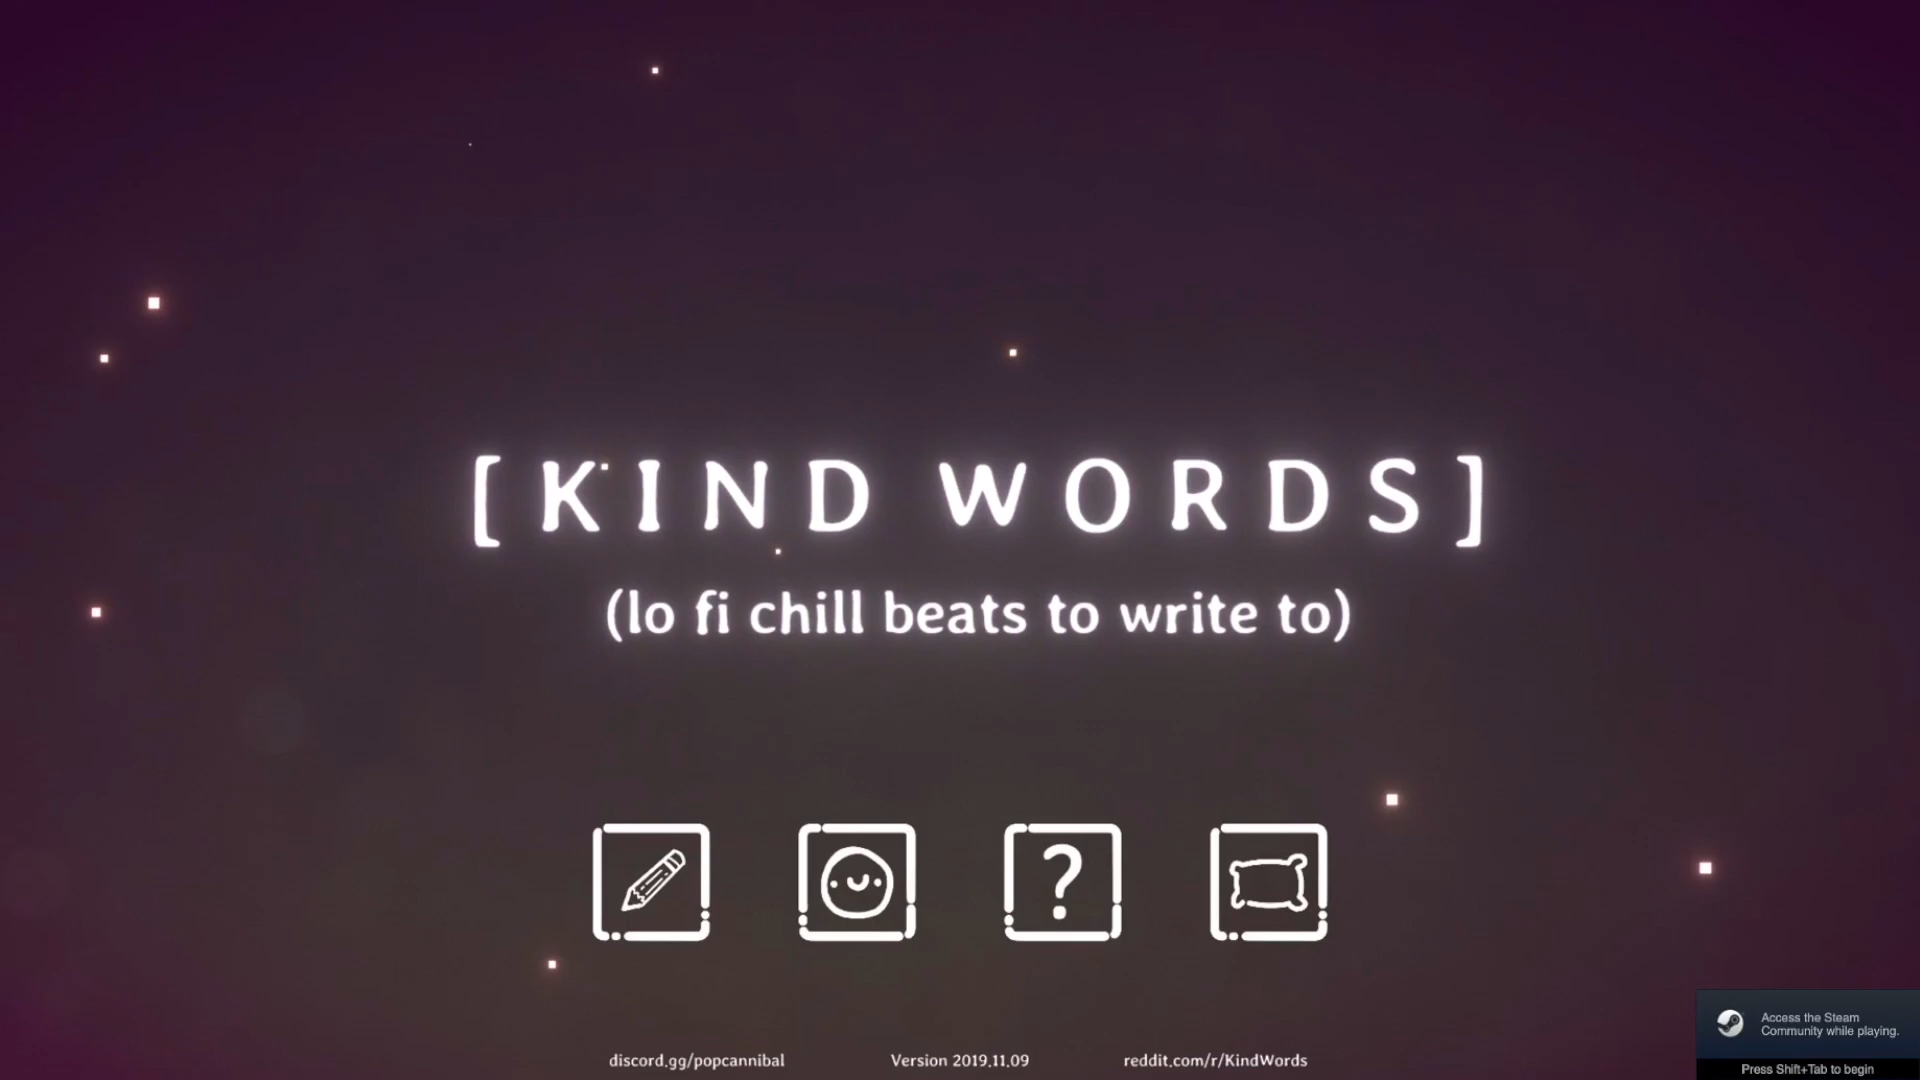 [KIND WORDS]
(lo fi chill beats to write to)
?
discord.gg/popcannibal
Version 2019.11.09
reddit.com/r/KindWords
Access the Steam
Community while playing.
Press Shift+Tab to begin